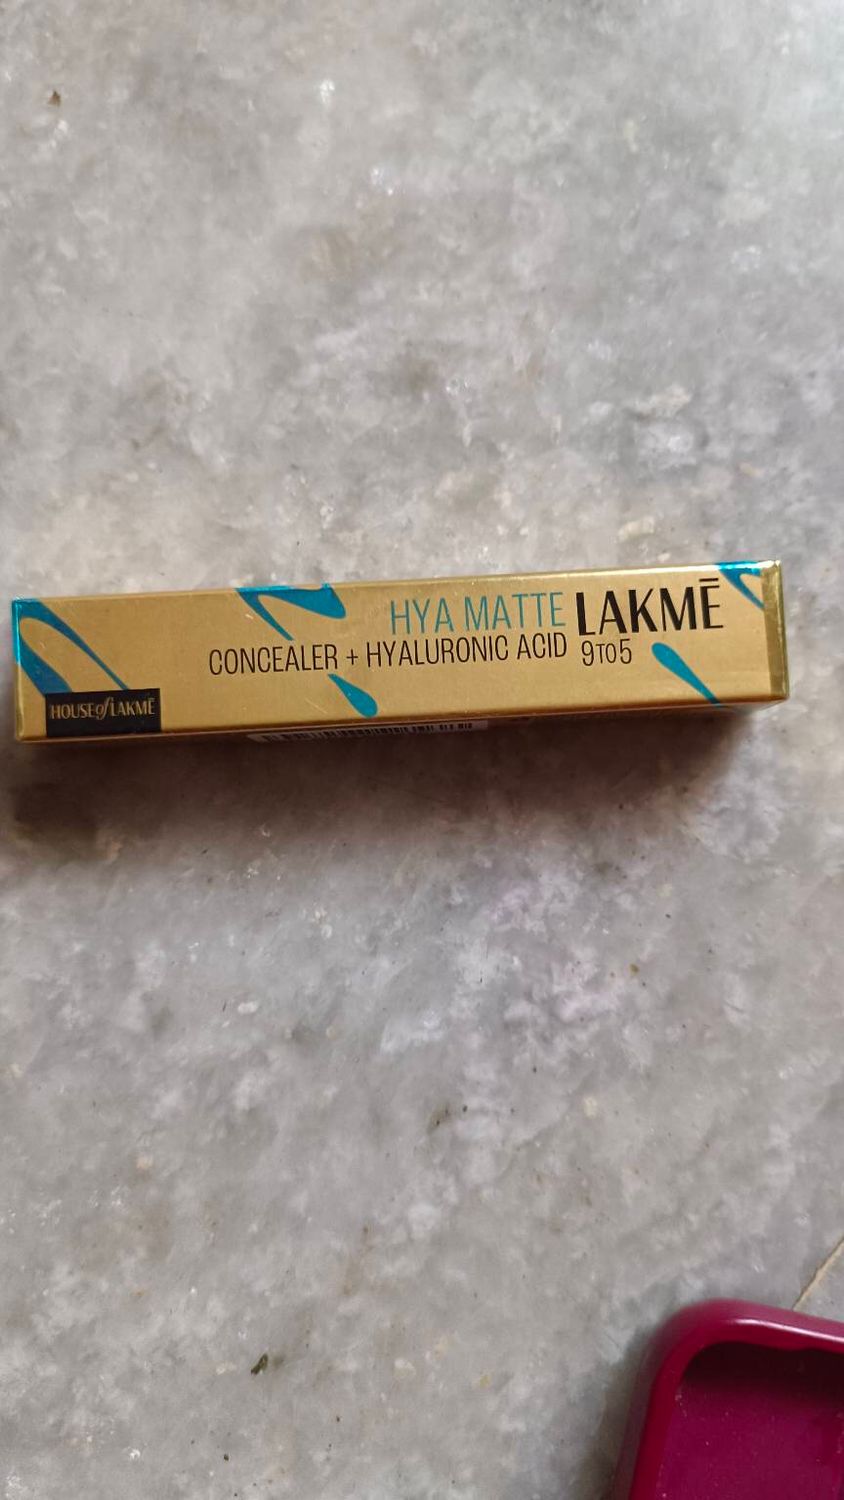 HYA MATTE LAKMĒ
CONCEALER + HYALURONIC ACID 9TO5
HOUSE of LAKMĒ